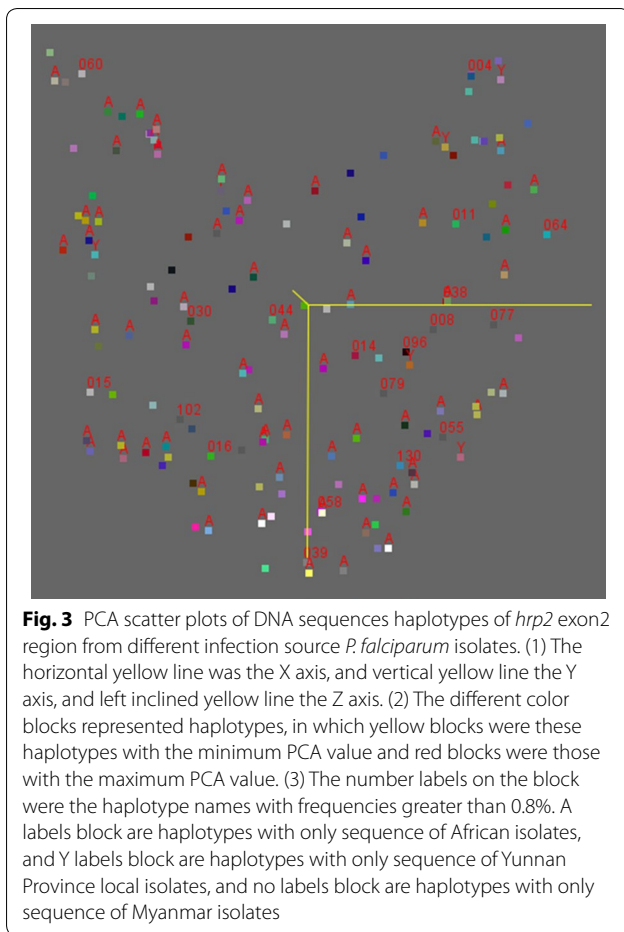 060 004 Y
A
A A A
A Y
A A
A A A
A A 011 A 064
A A A
A Y A A
A A
A A 038
030 044 008 077
A A A
A A 014 096
Y
015 079 A
102 A A A
A A 055
A A A A A A Y
016 A 130
A A A A
A A 058 A A
A A
039
A A
Fig. 3 PCA scatter plots of DNA sequences haplotypes of hrp2 exon2
region from different infection source P. falciparum isolates. (1) The
horizontal yellow line was the X axis, and vertical yellow line the Y
axis, and left inclined yellow line the Z axis. (2) The different color
blocks represented haplotypes, in which yellow blocks were these
haplotypes with the minimum PCA value and red blocks were those
with the maximum PCA value. (3) The number labels on the block
were the haplotype names with frequencies greater than 0.8%. A
labels block are haplotypes with only sequence of African isolates,
and Y labels block are haplotypes with only sequence of Yunnan
Province local isolates, and no labels block are haplotypes with only
sequence of Myanmar isolates